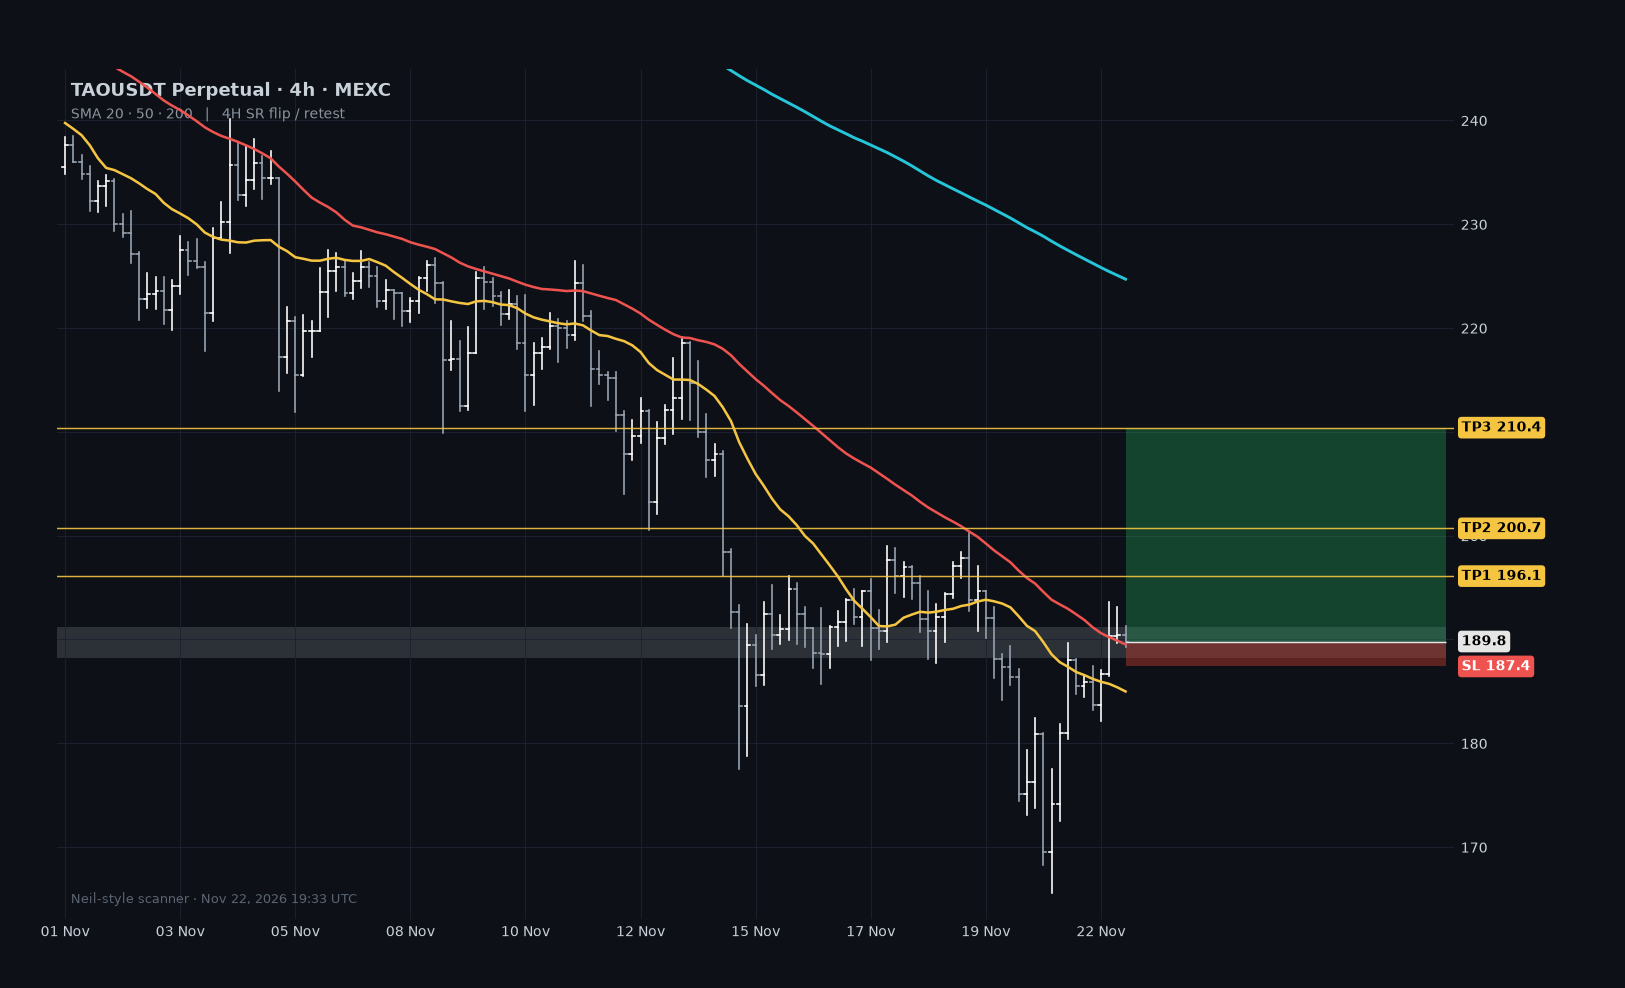 TAOUSDT Perpetual · 4h · MEXC
SMA 20 · 50 · 200 | 4H SR flip / retest
240
230
220
TP3 210.4
TP2 200.7
200
TP1 196.1
189.8
SL 187.4
180
170
Neil-style scanner · Nov 22, 2026 19:33 UTC
01 Nov 03 Nov 05 Nov 08 Nov 10 Nov 12 Nov 15 Nov 17 Nov 19 Nov 22 Nov